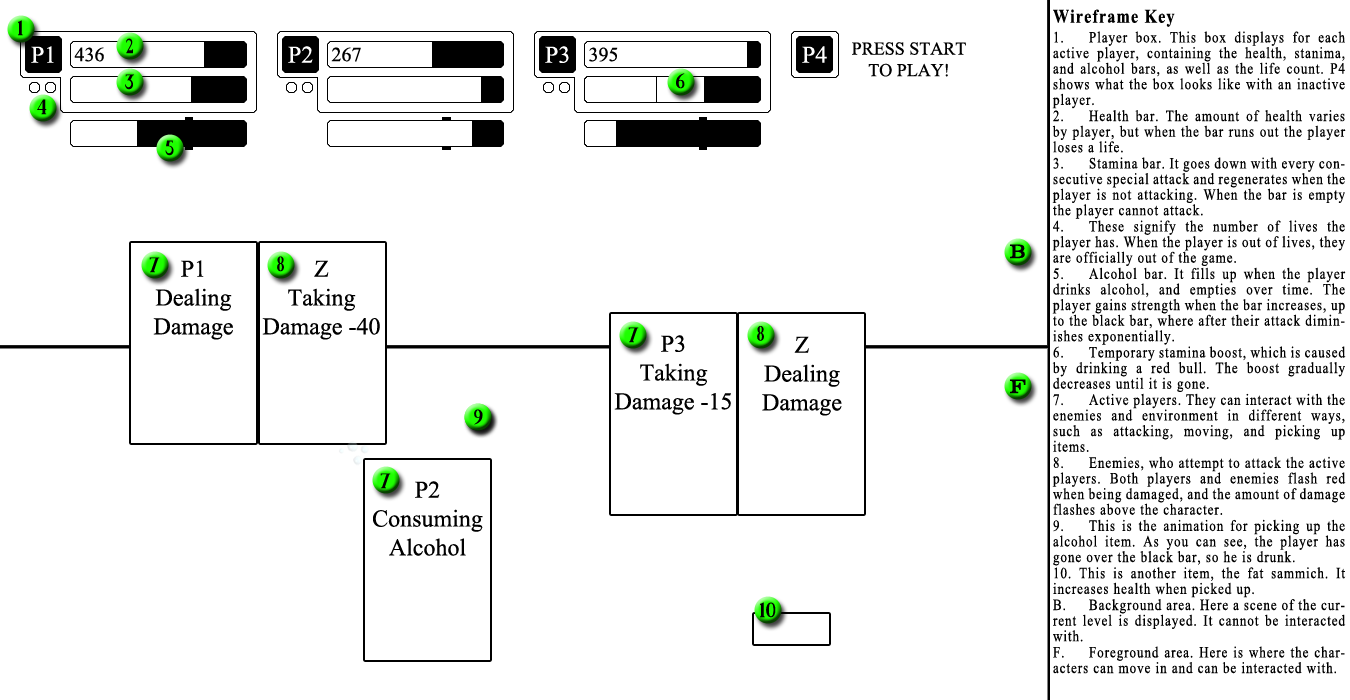 1
P1
436
2
3
4
5
P2
267
P3
395
6
P4
PRESS START
TO PLAY!
7
P1
Dealing
Damage
8
Z
Taking
Damage -40
7
P3
Taking
Damage -15
8
Z
Dealing
Damage
B
F
9
7
P2
Consuming
Alcohol
10
Wireframe Key
1. Player box. This box displays for each
active player, containing the health, stanima,
and alcohol bars, as well as the life count. P4
shows what the box looks like with an inactive
player.
2. Health bar. The amount of health varies
by player, but when the bar runs out the player
loses a life.
3. Stamina bar. It goes down with every con-
secutive special attack and regenerates when the
player is not attacking. When the bar is empty
the player cannot attack.
4. These signify the number of lives the
player has. When the player is out of lives, they
are officially out of the game.
5. Alcohol bar. It fills up when the player
drinks alcohol, and empties over time. The
player gains strength when the bar increases, up
to the black bar, where after their attack dimin-
ishes exponentially.
6. Temporary stamina boost, which is caused
by drinking a red bull. The boost gradually
decreases until it is gone.
7. Active players. They can interact with the
enemies and environment in different ways,
such as attacking, moving, and picking up
items.
8. Enemies, who attempt to attack the active
players. Both players and enemies flash red
when being damaged, and the amount of damage
flashes above the character.
9. This is the animation for picking up the
alcohol item. As you can see, the player has
gone over the black bar, so he is drunk.
10. This is another item, the fat sammich. It
increases health when picked up.
B. Background area. Here a scene of the cur-
rent level is displayed. It cannot be interacted
with.
F. Foreground area. Here is where the char-
acters can move in and can be interacted with.